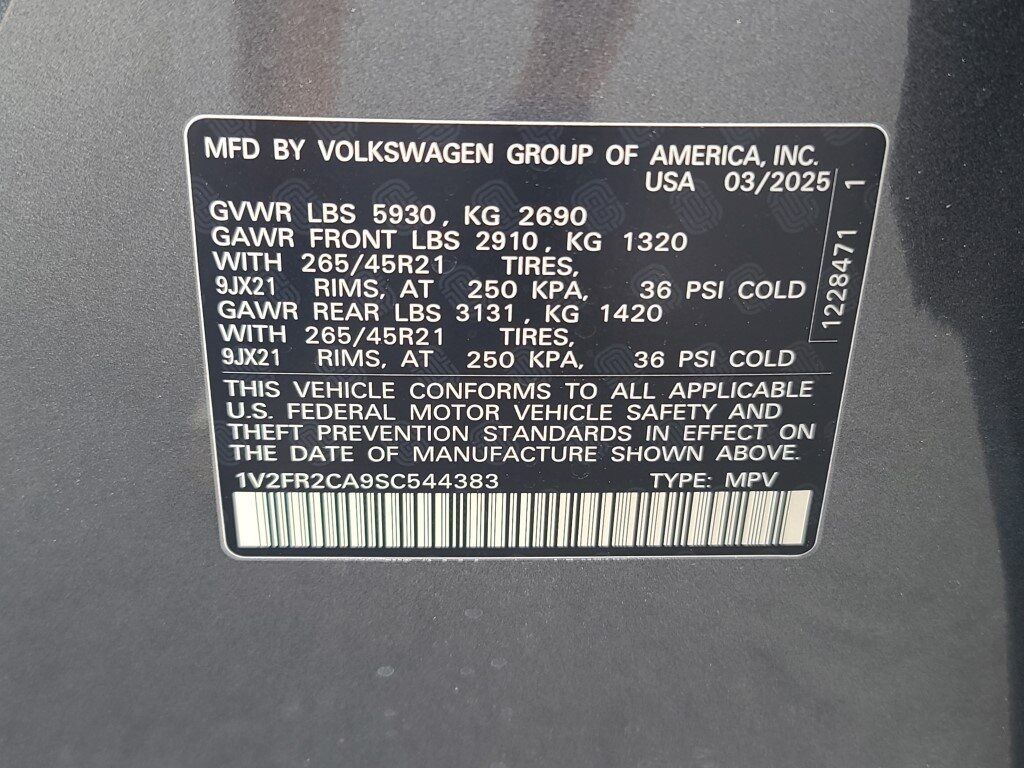 MFD BY VOLKSWAGEN GROUP OF AMERICA, INC.
USA 03/2025
GVWR LBS 5930, KG 2690
GAWR FRONT LBS 2910, KG 1320
WITH 265/45R21 TIRES,
9JX21 RIMS, AT 250 KPA, 36 PSI COLD
GAWR REAR LBS 3131, KG 1420
WITH 265/45R21 TIRES,
9JX21 RIMS, AT 250 KPA, 36 PSI COLD
THIS VEHICLE CONFORMS TO ALL APPLICABLE
U.S. FEDERAL MOTOR VEHICLE SAFETY AND
THEFT PREVENTION STANDARDS IN EFFECT ON
THE DATE OF MANUFACTURE SHOWN ABOVE.
1V2FR2CA9SC544383 TYPE: MPV
1228471 1